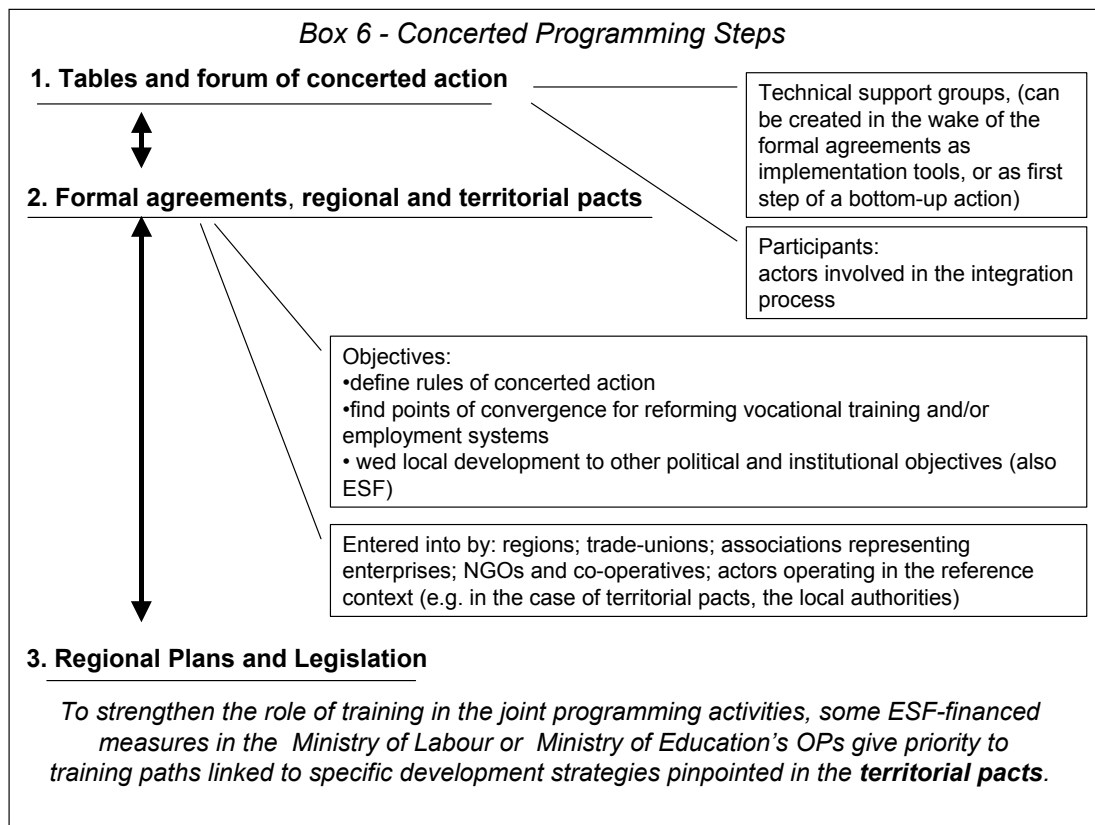 Box 6 - Concerted Programming Steps
1. Tables and forum of concerted action
Technical support groups, (can
be created in the wake of the
formal agreements as
implementation tools, or as first
step of a bottom-up action)
2. Formal agreements, regional and territorial pacts
Participants:
actors involved in the integration
process
Objectives:
•define rules of concerted action
•find points of convergence for reforming vocational training and/or
employment systems
• wed local development to other political and institutional objectives (also
ESF)
Entered into by: regions; trade-unions; associations representing
enterprises; NGOs and co-operatives; actors operating in the reference
context (e.g. in the case of territorial pacts, the local authorities)
3. Regional Plans and Legislation
To strengthen the role of training in the joint programming activities, some ESF-financed
measures in the Ministry of Labour or Ministry of Education's OPs give priority to
training paths linked to specific development strategies pinpointed in the territorial pacts.